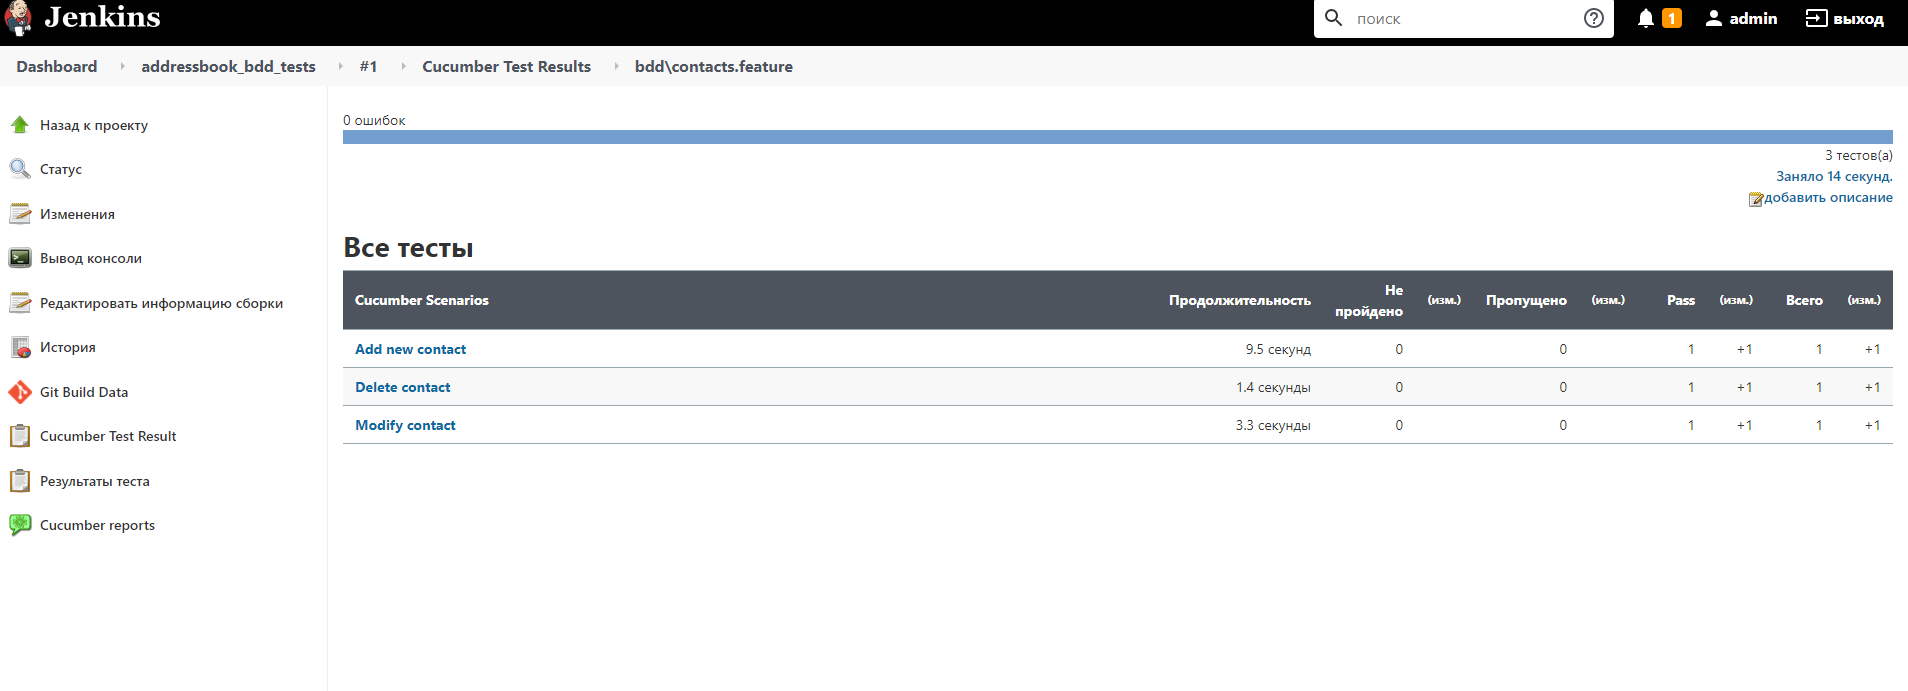 Jenkins
поиск
1
admin
выход
Dashboard
addressbook_bdd_tests
#1
Cucumber Test Results
bdd\contacts.feature
Назад к проекту
Статус
Изменения
Вывод консоли
Редактировать информацию сборки
История
Git Build Data
Cucumber Test Result
Результаты теста
Cucumber reports
0 ошибок
3 тестов(а)
Заняло 14 секунд.
добавить описание
Все тесты
Cucumber Scenarios Продолжительность Не пройдено (изм.) Пропущено (изм.) Pass (изм.) Всего (изм.)
Add new contact 9.5 секунд 0 0 1 +1 1 +1
Delete contact 1.4 секунды 0 0 1 +1 1 +1
Modify contact 3.3 секунды 0 0 1 +1 1 +1